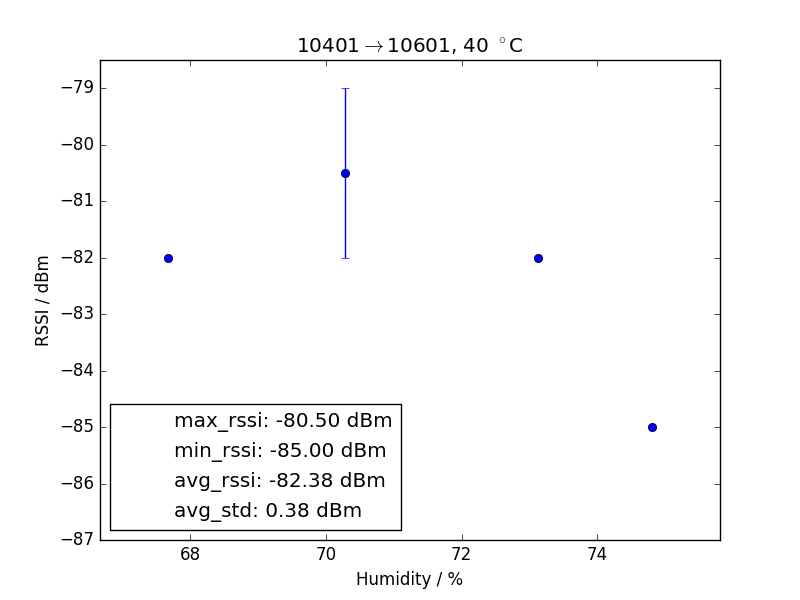 10401→10601, 40 °C
RSSI / dBm
−79
−80
−81
−82
−83
−84
−85
−86
−87
max_rssi: -80.50 dBm
min_rssi: -85.00 dBm
avg_rssi: -82.38 dBm
avg_std: 0.38 dBm
68 70 72 74
Humidity / %